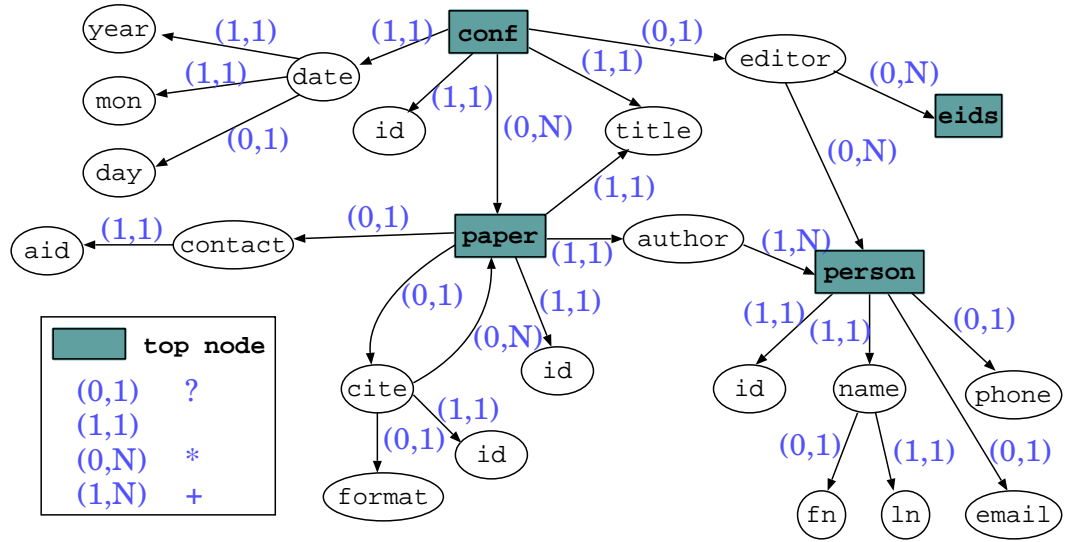 year
(1,1)
(1,1)
conf
(0,1)
editor
(1,1)
mon
date
(1,1)
(1,1)
(0,N)
eids
day
(0,1)
id
(0,N)
title
(0,N)
(1,1)
aid
(1,1)
contact
(0,1)
paper
(1,1)
author
(1,N)
person
(0,1)
(0,N)
(1,1)
id
(1,1)
(1,1)
(0,1)
top node
(0,1) ?
(1,1)
(0,N) *
(1,N) +
cite
(0,1)
(1,1)
id
format
id
name
phone
(0,1)
(1,1)
(0,1)
fn
ln
email